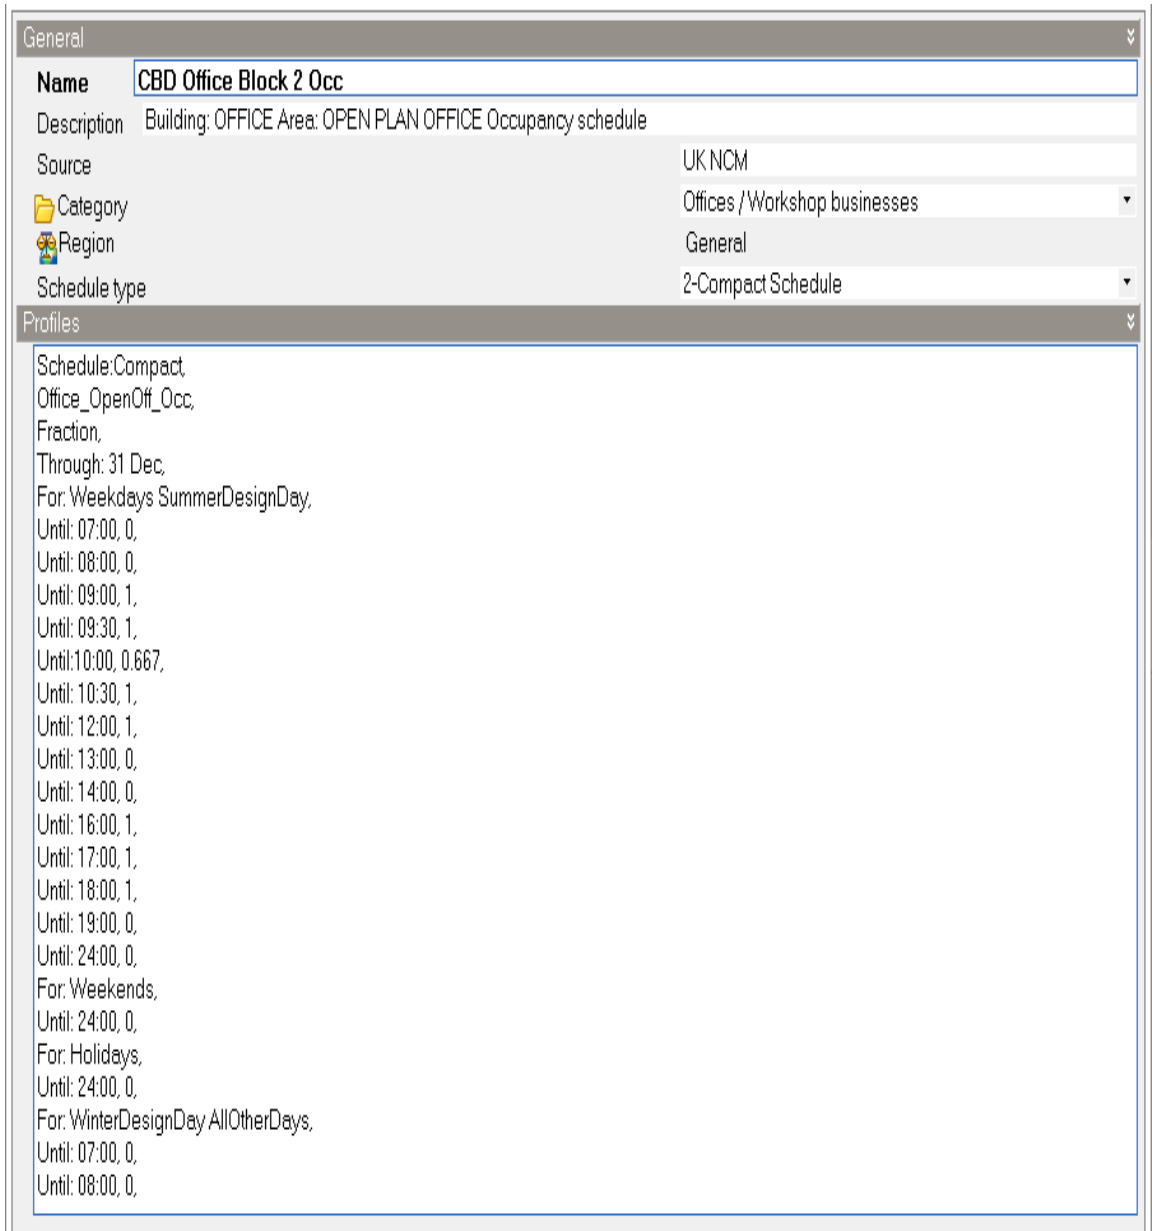 General
Name CBD Office Block 2 Occ
Description Building: OFFICE Area: OPEN PLAN OFFICE Occupancy schedule
Source UK NCM
Category Offices / Workshop businesses
Region General
Schedule type 2-Compact Schedule
Profiles
Schedule:Compact,
Office_OpenOff_Occ,
Fraction,
Through: 31 Dec,
For: Weekdays SummerDesignDay,
Until: 07:00, 0,
Until: 08:00, 0,
Until: 09:00, 1,
Until: 09:30, 1,
Until:10:00, 0.667,
Until: 10:30, 1,
Until: 12:00, 1,
Until: 13:00, 0,
Until: 14:00, 0,
Until: 16:00, 1,
Until: 17:00, 1,
Until: 18:00, 1,
Until: 19:00, 0,
Until: 24:00, 0,
For: Weekends,
Until: 24:00, 0,
For: Holidays,
Until: 24:00, 0,
For: WinterDesignDay AllOtherDays,
Until: 07:00, 0,
Until: 08:00, 0,